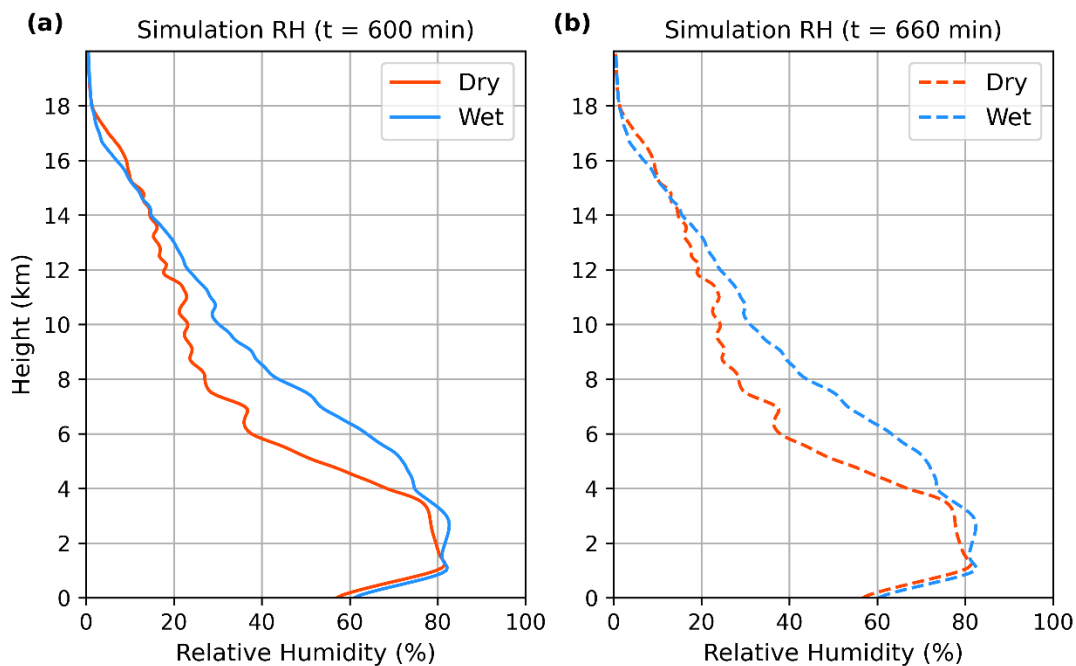 (a)
Simulation RH (t = 600 min)
Dry
Wet
18
16
14
12
10
8
6
4
2
0
Height (km)
0 20 40 60 80 100
Relative Humidity (%)
(b)
Simulation RH (t = 660 min)
Dry
Wet
18
16
14
12
10
8
6
4
2
0
0 20 40 60 80 100
Relative Humidity (%)